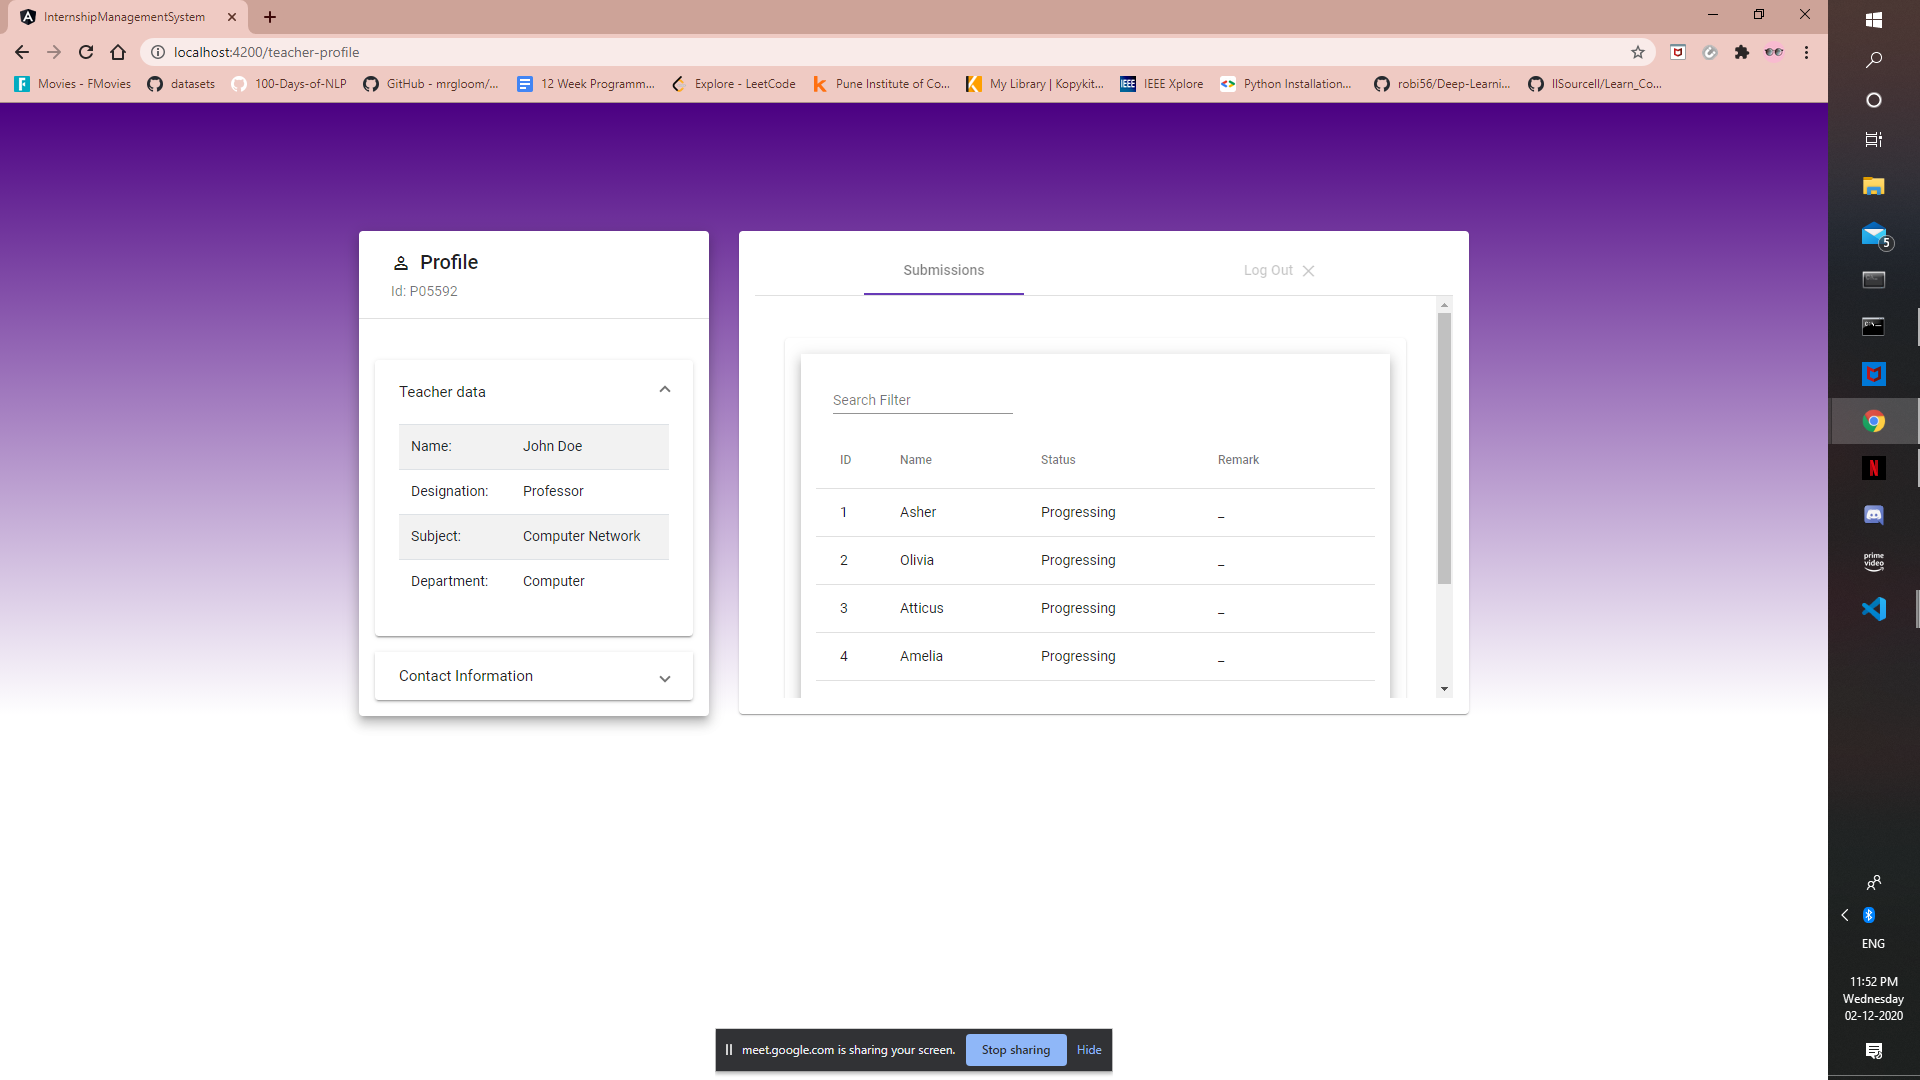 InternshipManagementSystem
localhost:4200/teacher-profile
Movies - FMovies datasets 100-Days-of-NLP GitHub - mrgloom/... 12 Week Programm... Explore - LeetCode Pune Institute of Co... My Library | Kopykit... IEEE IEEE Xplore Python Installation... robi56/Deep-Learni... llSourcell/Learn_Co...
Profile
Id: P05592
Teacher data
Name: John Doe
Designation: Professor
Subject: Computer Network
Department: Computer
Contact Information
Submissions Log Out
Search Filter
ID Name Status Remark
1 Asher Progressing _
2 Olivia Progressing _
3 Atticus Progressing _
4 Amelia Progressing _
meet.google.com is sharing your screen. Stop sharing Hide
5
N
prime
video
ENG
11:52 PM
Wednesday
02-12-2020